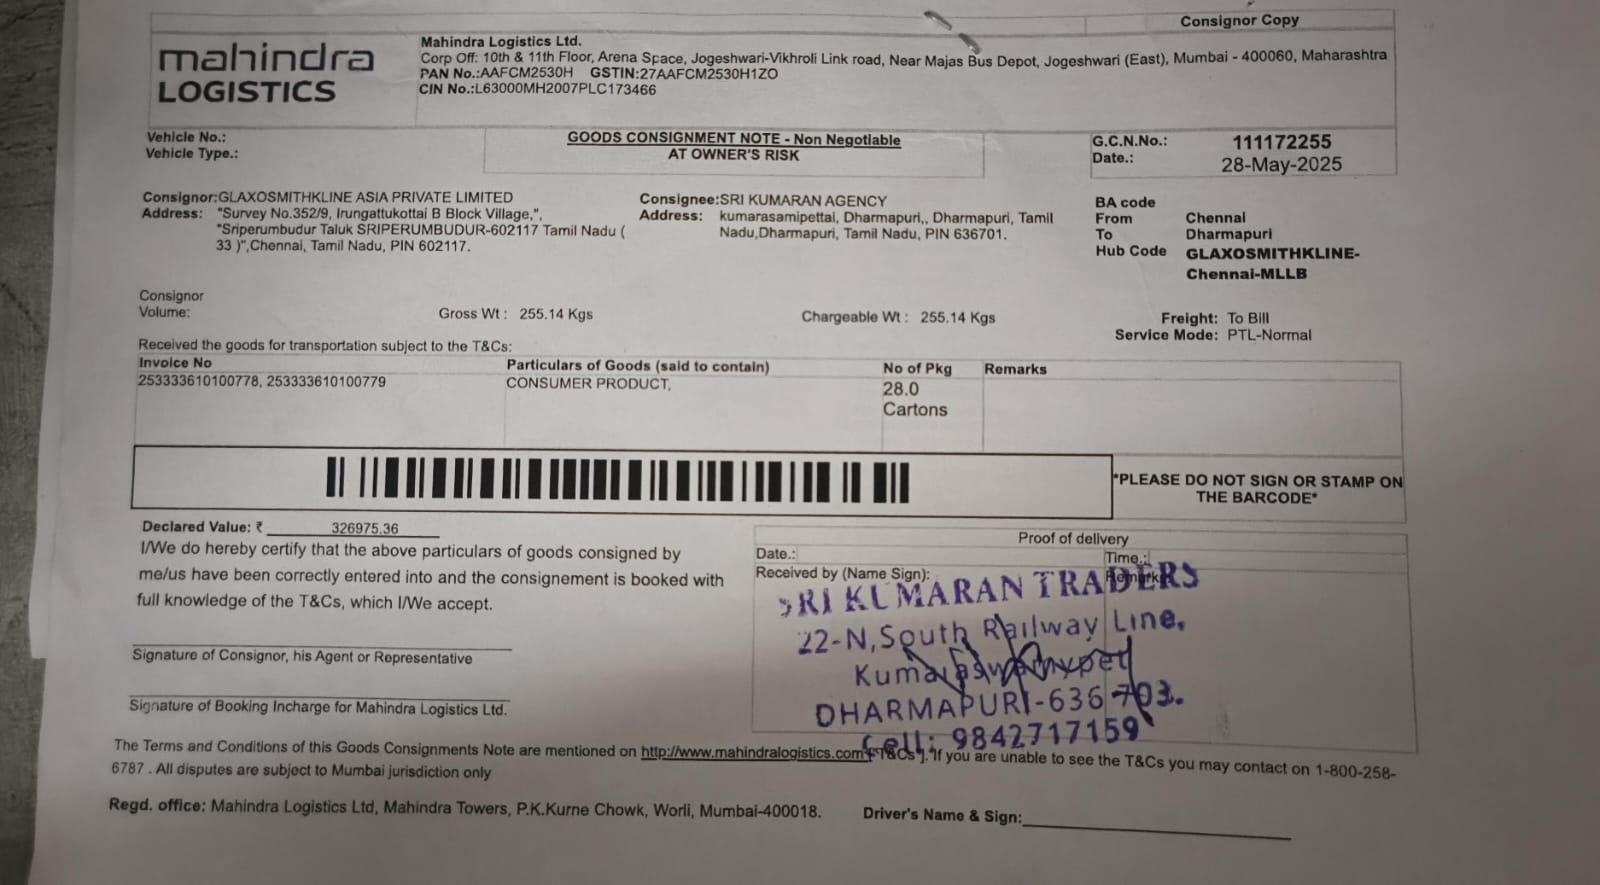 Consignor Copy
mahindra
LOGISTICS
Mahindra Logistics Ltd.
Corp Off: 10th & 11th Floor, Arena Space, Jogeshwari-Vikhroli Link road, Near Majas Bus Depot, Jogeshwari (East), Mumbai - 400060, Maharashtra
PAN No.:AAFCM2530H GSTIN:27AAFCM2530H1ZO
CIN No.:L63000MH2007PLC173466
Vehicle No.:
Vehicle Type.:
GOODS CONSIGNMENT NOTE - Non Negotiable
AT OWNER'S RISK
G.C.N.No.: 111172255
Date.: 28-May-2025
Consignor:GLAXOSMITHKLINE ASIA PRIVATE LIMITED
Address: "Survey No.352/9, Irungattukottai B Block Village,",
"Sriperumbudur Taluk SRIPERUMBUDUR-602117 Tamil Nadu (
33 )",Chennai, Tamil Nadu, PIN 602117.
Consignee:SRI KUMARAN AGENCY
Address: kumarasamipettai, Dharmapuri,, Dharmapuri, Tamil
Nadu,Dharmapuri, Tamil Nadu, PIN 636701.
BA code
From Chennai
To Dharmapuri
Hub Code GLAXOSMITHKLINE-
Chennai-MLLB
Consignor
Volume:
Gross Wt : 255.14 Kgs
Chargeable Wt : 255.14 Kgs
Freight: To Bill
Service Mode: PTL-Normal
Received the goods for transportation subject to the T&Cs:
Invoice No Particulars of Goods (said to contain) No of Pkg Remarks
253333610100778, 253333610100779 CONSUMER PRODUCT, 28.0
Cartons
*PLEASE DO NOT SIGN OR STAMP ON
THE BARCODE*
Declared Value: ₹ 326975.36
I/We do hereby certify that the above particulars of goods consigned by
me/us have been correctly entered into and the consignement is booked with
full knowledge of the T&Cs, which I/We accept.
Signature of Consignor, his Agent or Representative
Signature of Booking Incharge for Mahindra Logistics Ltd.
Proof of delivery
Date.: Time.:
Received by (Name Sign): Remarks
SRI KUMARAN TRADERS
22-N, South Railway Line,
Kumaraswamypet
DHARMAPURI-636 703.
Cell: 9842717159
The Terms and Conditions of this Goods Consignments Note are mentioned on http://www.mahindralogistics.com "T&Cs"]. If you are unable to see the T&Cs you may contact on 1-800-258-
6787 . All disputes are subject to Mumbai jurisdiction only
Regd. office: Mahindra Logistics Ltd, Mahindra Towers, P.K.Kurne Chowk, Worli, Mumbai-400018.
Driver's Name & Sign: